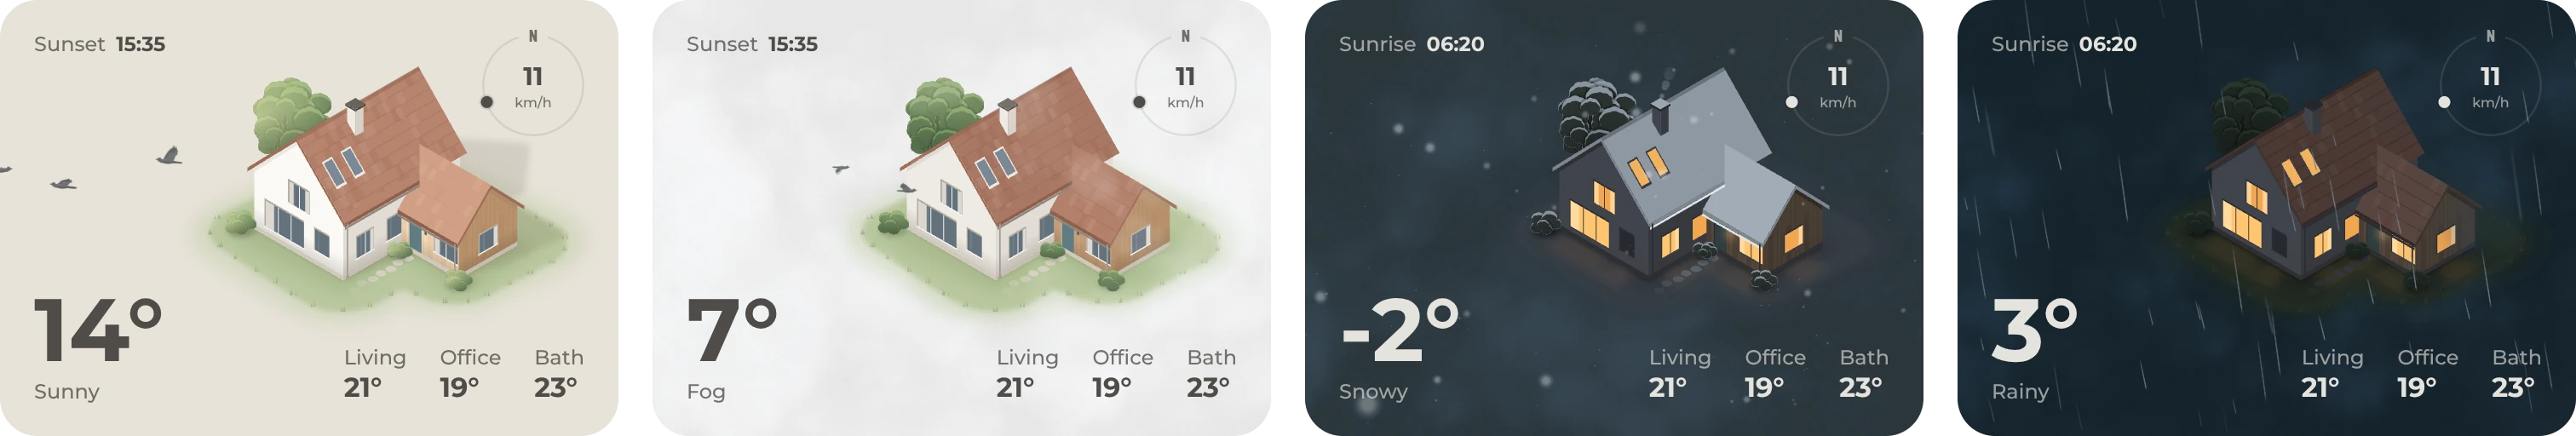 Sunset 15:35
N
11
km/h
14°
Sunny
Living Office Bath
21° 19° 23°
Sunset 15:35
N
11
km/h
7°
Fog
Living Office Bath
21° 19° 23°
Sunrise 06:20
N
11
km/h
-2°
Snowy
Living Office Bath
21° 19° 23°
Sunrise 06:20
N
11
km/h
3°
Rainy
Living Office Bath
21° 19° 23°